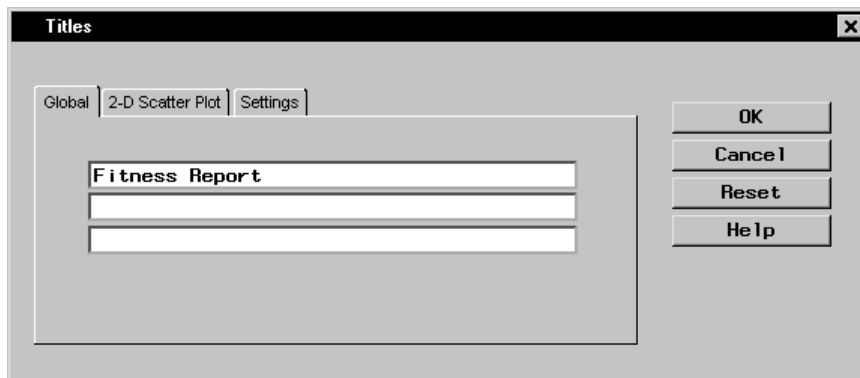 Titles
Global 2-D Scatter Plot Settings
Fitness Report
OK
Cancel
Reset
Help